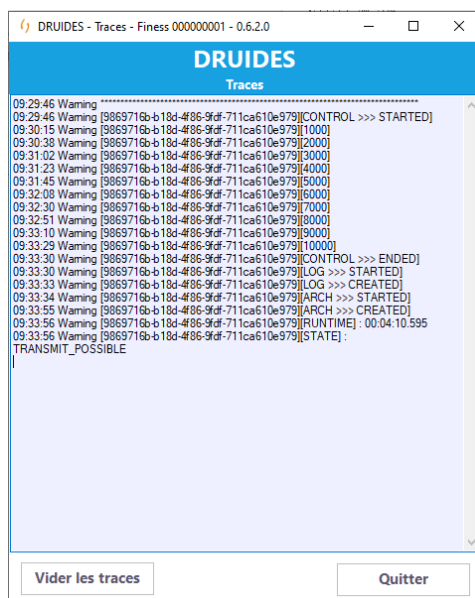 DRUIDES - Traces - Finess 000000001 - 0.6.2.0
DRUIDES
Traces
09:29:46 Warning ********************************************************************************
09:29:46 Warning [9869716b-b18d-4f86-9fdf-711ca610e979][CONTROL >>> STARTED]
09:30:15 Warning [9869716b-b18d-4f86-9fdf-711ca610e979][1000]
09:30:38 Warning [9869716b-b18d-4f86-9fdf-711ca610e979][2000]
09:31:02 Warning [9869716b-b18d-4f86-9fdf-711ca610e979][3000]
09:31:23 Warning [9869716b-b18d-4f86-9fdf-711ca610e979][4000]
09:31:45 Warning [9869716b-b18d-4f86-9fdf-711ca610e979][5000]
09:32:08 Warning [9869716b-b18d-4f86-9fdf-711ca610e979][6000]
09:32:30 Warning [9869716b-b18d-4f86-9fdf-711ca610e979][7000]
09:32:51 Warning [9869716b-b18d-4f86-9fdf-711ca610e979][8000]
09:33:10 Warning [9869716b-b18d-4f86-9fdf-711ca610e979][9000]
09:33:29 Warning [9869716b-b18d-4f86-9fdf-711ca610e979][10000]
09:33:30 Warning [9869716b-b18d-4f86-9fdf-711ca610e979][CONTROL >>> ENDED]
09:33:30 Warning [9869716b-b18d-4f86-9fdf-711ca610e979][LOG >>> STARTED]
09:33:33 Warning [9869716b-b18d-4f86-9fdf-711ca610e979][LOG >>> CREATED]
09:33:34 Warning [9869716b-b18d-4f86-9fdf-711ca610e979][ARCH >>> STARTED]
09:33:55 Warning [9869716b-b18d-4f86-9fdf-711ca610e979][ARCH >>> CREATED]
09:33:56 Warning [9869716b-b18d-4f86-9fdf-711ca610e979][RUNTIME] : 00:04:10.595
09:33:56 Warning [9869716b-b18d-4f86-9fdf-711ca610e979][STATE] :
TRANSMIT_POSSIBLE
Vider les traces
Quitter